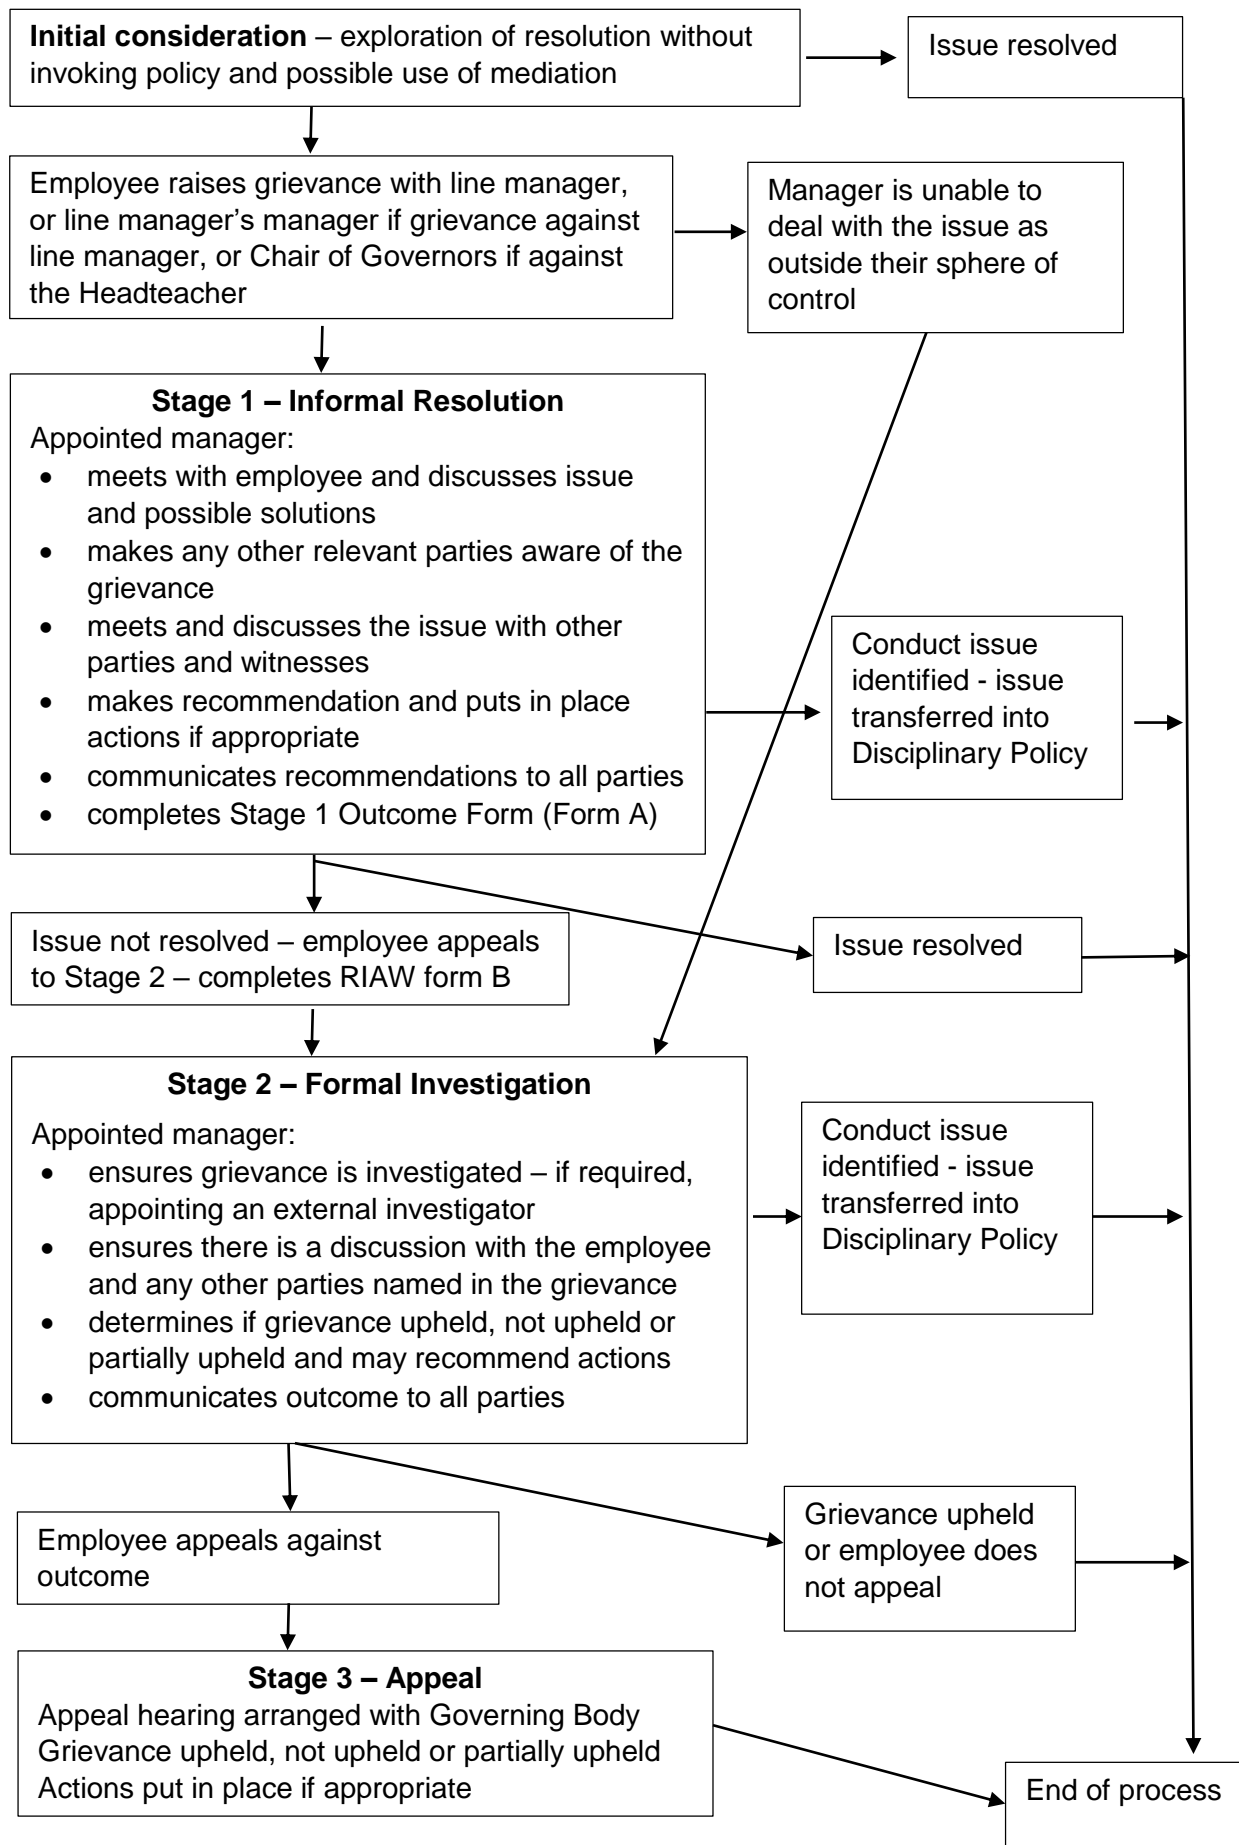 Initial consideration – exploration of resolution without
invoking policy and possible use of mediation
Issue resolved
Employee raises grievance with line manager,
or line manager’s manager if grievance against
line manager, or Chair of Governors if against
the Headteacher
Manager is unable to
deal with the issue as
outside their sphere of
control
Stage 1 – Informal Resolution
Appointed manager:
• meets with employee and discusses issue
and possible solutions
• makes any other relevant parties aware of the
grievance
• meets and discusses the issue with other
parties and witnesses
• makes recommendation and puts in place
actions if appropriate
• communicates recommendations to all parties
• completes Stage 1 Outcome Form (Form A)
Conduct issue
identified - issue
transferred into
Disciplinary Policy
Issue not resolved – employee appeals
to Stage 2 – completes RIAW form B
Issue resolved
Stage 2 – Formal Investigation
Appointed manager:
• ensures grievance is investigated – if required,
appointing an external investigator
• ensures there is a discussion with the employee
and any other parties named in the grievance
• determines if grievance upheld, not upheld or
partially upheld and may recommend actions
• communicates outcome to all parties
Conduct issue
identified - issue
transferred into
Disciplinary Policy
Employee appeals against
outcome
Grievance upheld
or employee does
not appeal
Stage 3 – Appeal
Appeal hearing arranged with Governing Body
Grievance upheld, not upheld or partially upheld
Actions put in place if appropriate
End of process